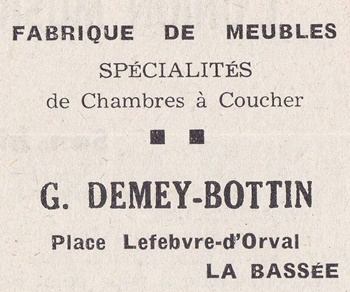 FABRIQUE DE MEUBLES
SPÉCIALITÉS
de Chambres à Coucher
G. DEMEY-BOTTIN
Place Lefebvre-d'Orval
LA BASSÉE